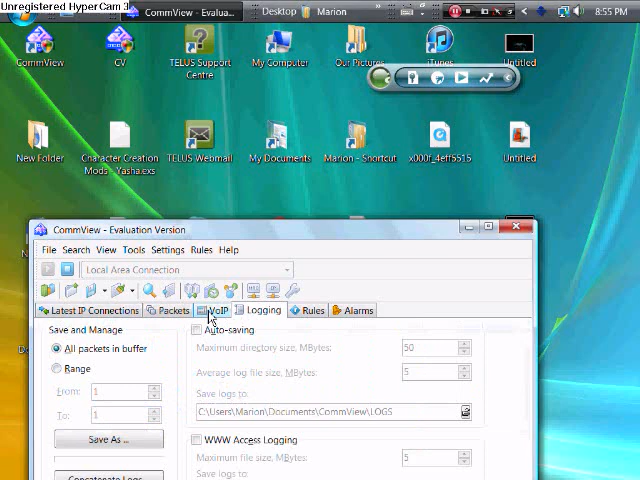 Unregistered HyperCam 3
CommView - Evalua...
Desktop
Marion
8:55 PM
CommView
CV
TELUS Support Centre
My Computer
Our Pictures
iTunes
Untitled
New Folder
Character Creation Mods - Yasha.exs
TELUS Webmail
My Documents
Marion - Shortcut
x000f_4eff5515
Untitled
CommView - Evaluation Version
File Search View Tools Settings Rules Help
Local Area Connection
Latest IP Connections Packets VoIP Logging Rules Alarms
Save and Manage
All packets in buffer
Range
From: 1
To: 1
Save As ...
Concatenate Logs...
Auto-saving
Maximum directory size, MBytes: 50
Average log file size, MBytes: 5
Save logs to:
C:\Users\Marion\Documents\CommView\LOGS
WWW Access Logging
Maximum file size, MBytes: 5
Save logs to: